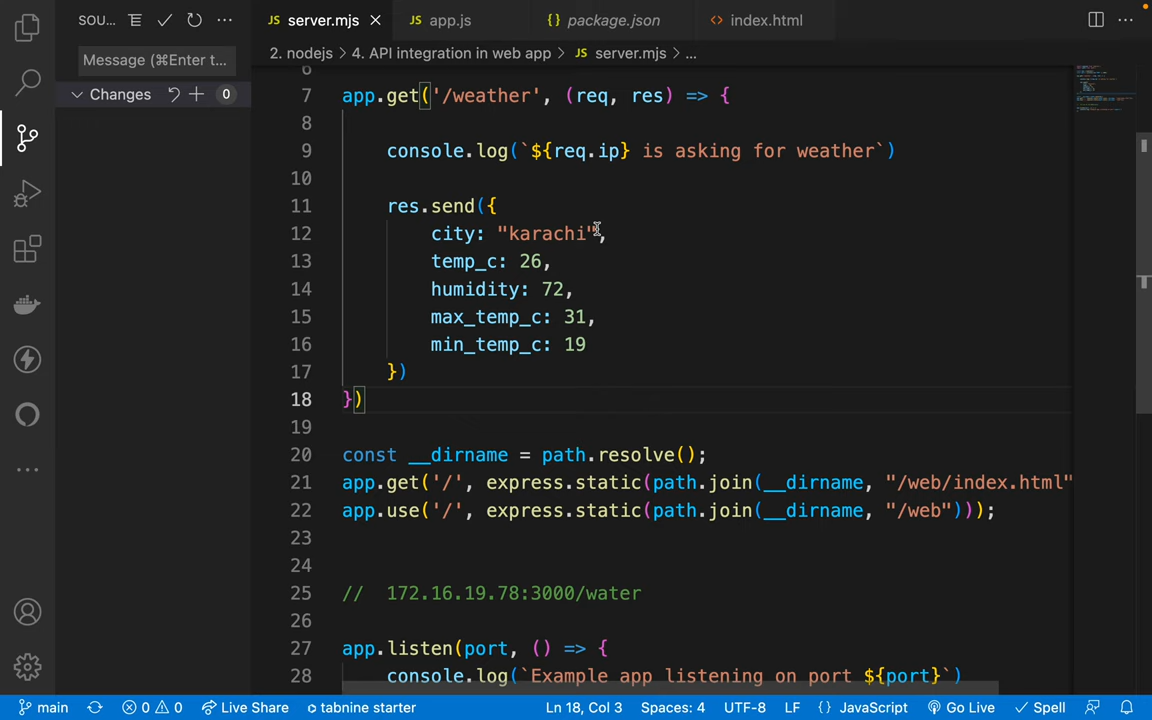 SOU...
JS server.mjs
JS app.js
{} package.json
<> index.html
Message (⌘Enter t...
2. nodejs > 4. API integration in web app > JS server.mjs > ...
Changes 0
6
7 app.get('/weather', (req, res) => {
8
9 console.log(`${req.ip} is asking for weather`)
10
11 res.send({
12 city: "karachi",
13 temp_c: 26,
14 humidity: 72,
15 max_temp_c: 31,
16 min_temp_c: 19
17 })
18 })
19
20 const __dirname = path.resolve();
21 app.get('/', express.static(path.join(__dirname, "/web/index.html"
22 app.use('/', express.static(path.join(__dirname, "/web")));
23
24
25 // 172.16.19.78:3000/water
26
27 app.listen(port, () => {
28 console.log(`Example app listening on port ${port}`)
main 0 0 Live Share tabnine starter Ln 18, Col 3 Spaces: 4 UTF-8 LF {} JavaScript Go Live Spell